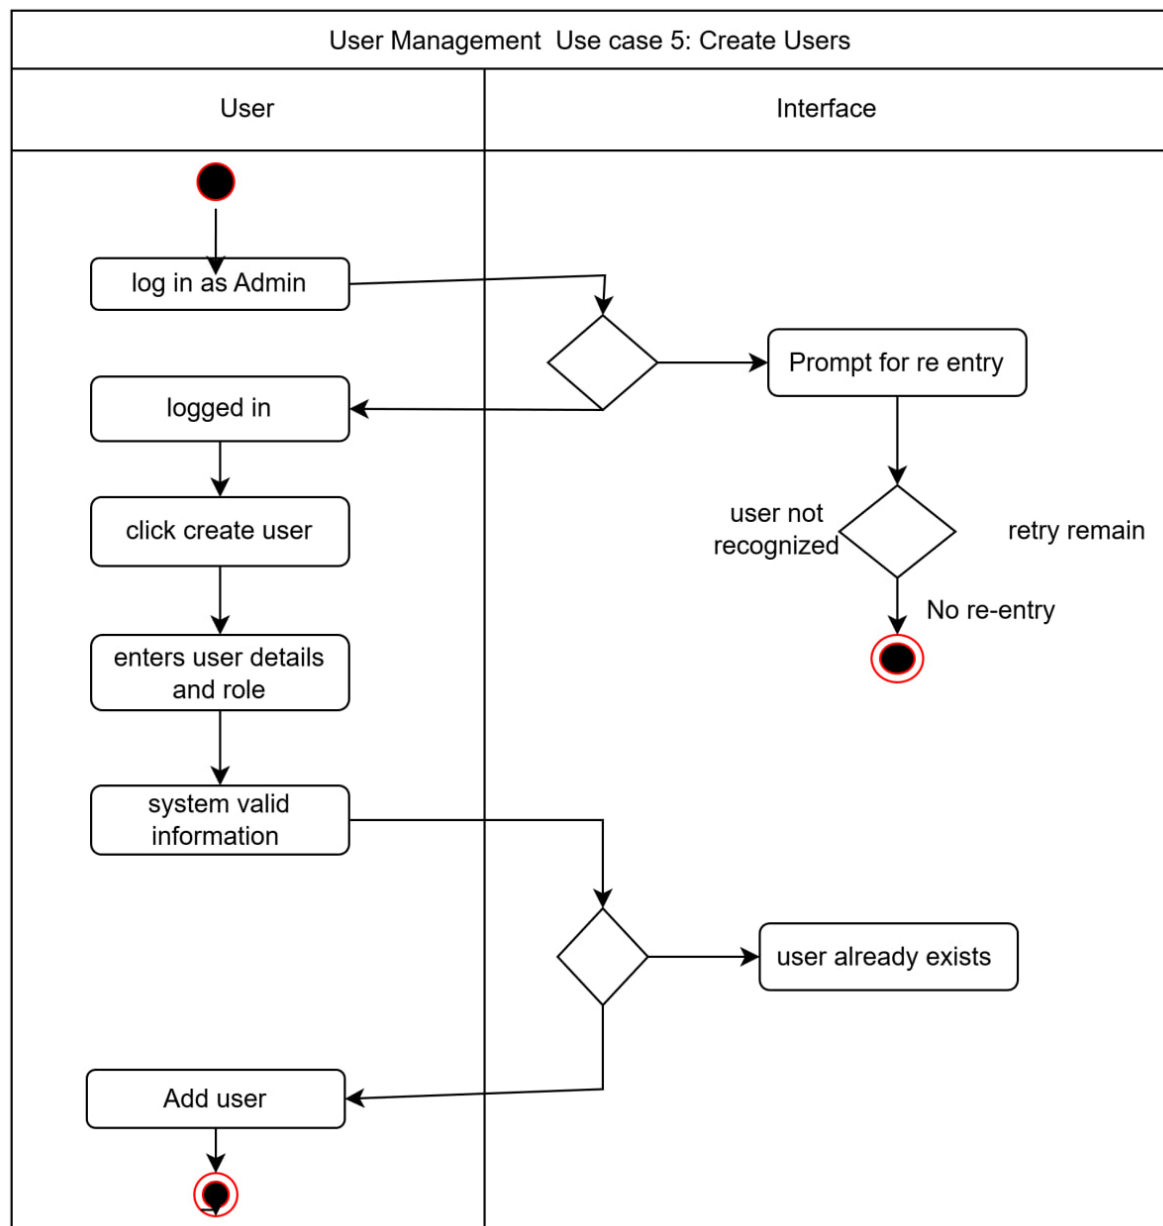 User Management  Use case 5: Create Users
User
Interface
log in as Admin
Prompt for re entry
logged in
user not
recognized
retry remain
click create user
No re-entry
enters user details
and role
system valid
information
user already exists
Add user